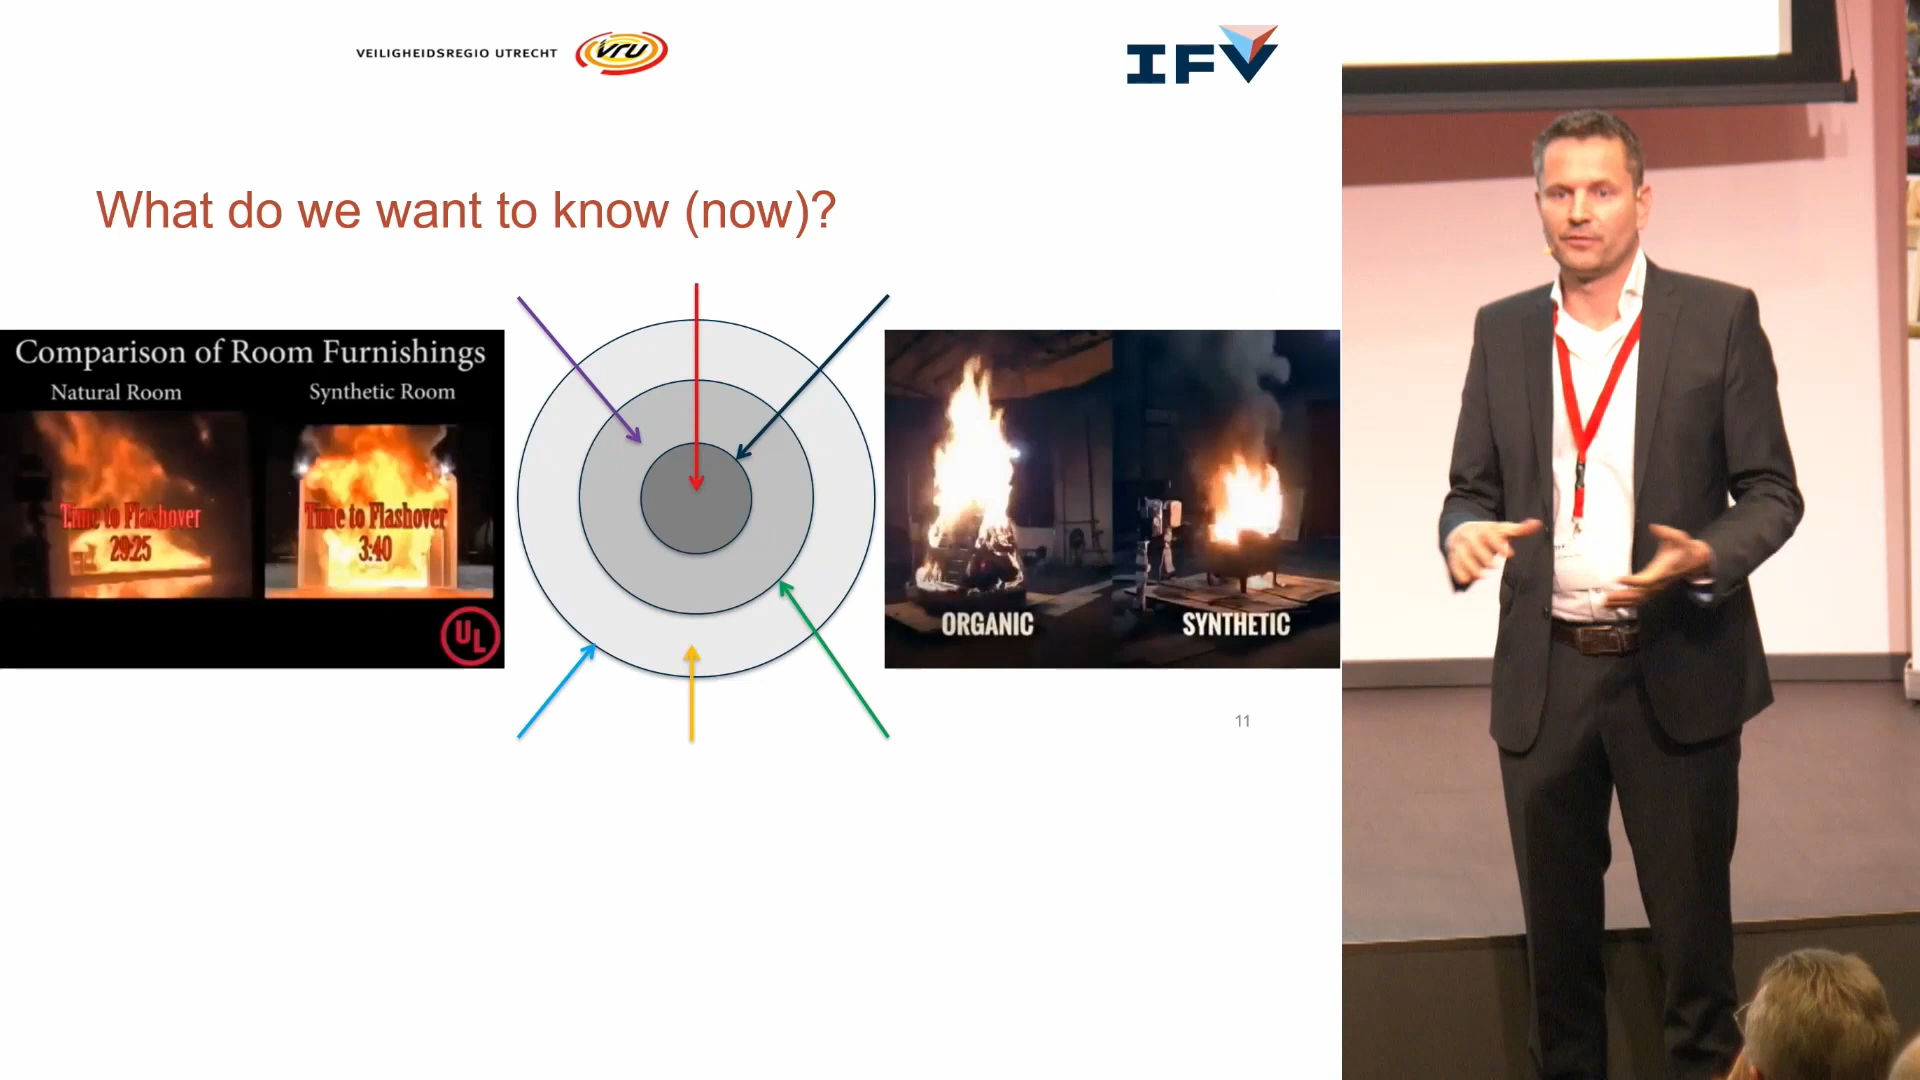 VEILIGHEIDSREGIO UTRECHT
vru
IFV
What do we want to know (now)?
Comparison of Room Furnishings
Natural Room
Synthetic Room
Time to Flashover
29:25
Time to Flashover
3:40
UL
ORGANIC
SYNTHETIC
11